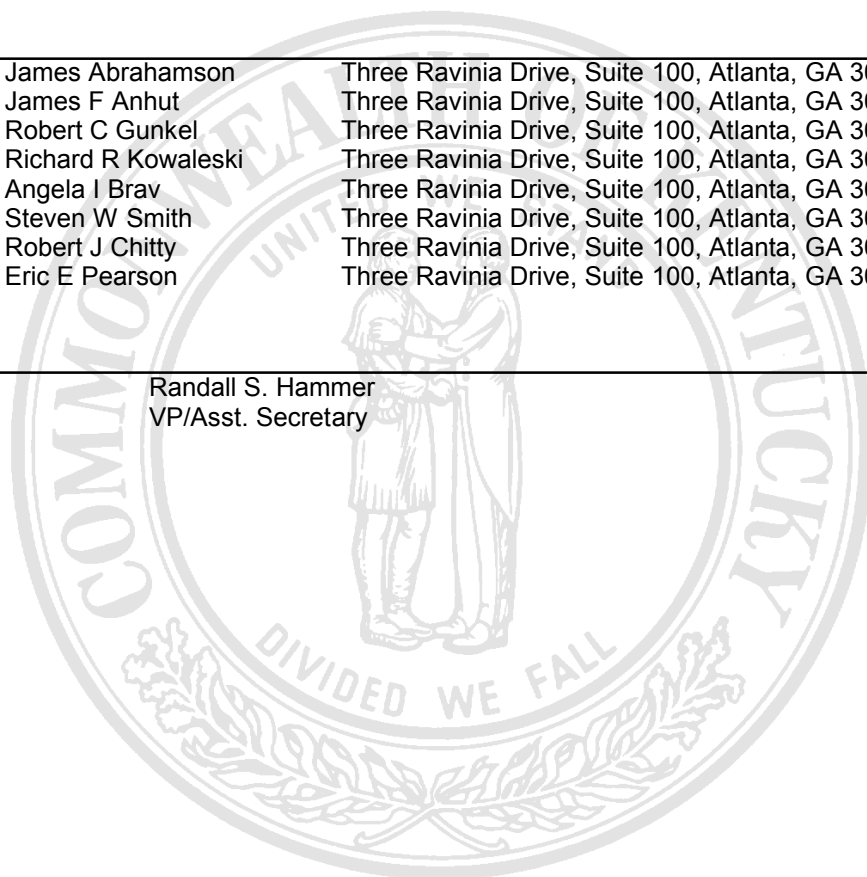 James Abrahamson Three Ravinia Drive, Suite 100, Atlanta, GA
James F Anhut Three Ravinia Drive, Suite 100, Atlanta, GA
Robert C Gunkel Three Ravinia Drive, Suite 100, Atlanta, GA
Richard R Kowaleski Three Ravinia Drive, Suite 100, Atlanta, GA
Angela I Brav Three Ravinia Drive, Suite 100, Atlanta, GA
Steven W Smith Three Ravinia Drive, Suite 100, Atlanta, GA
Robert J Chitty Three Ravinia Drive, Suite 100, Atlanta, GA
Eric E Pearson Three Ravinia Drive, Suite 100, Atlanta, GA
Randall S. Hammer
VP/Asst. Secretary
COMMONWEALTH OF KENTUCKY
UNITED WE
DIVIDED WE FALL